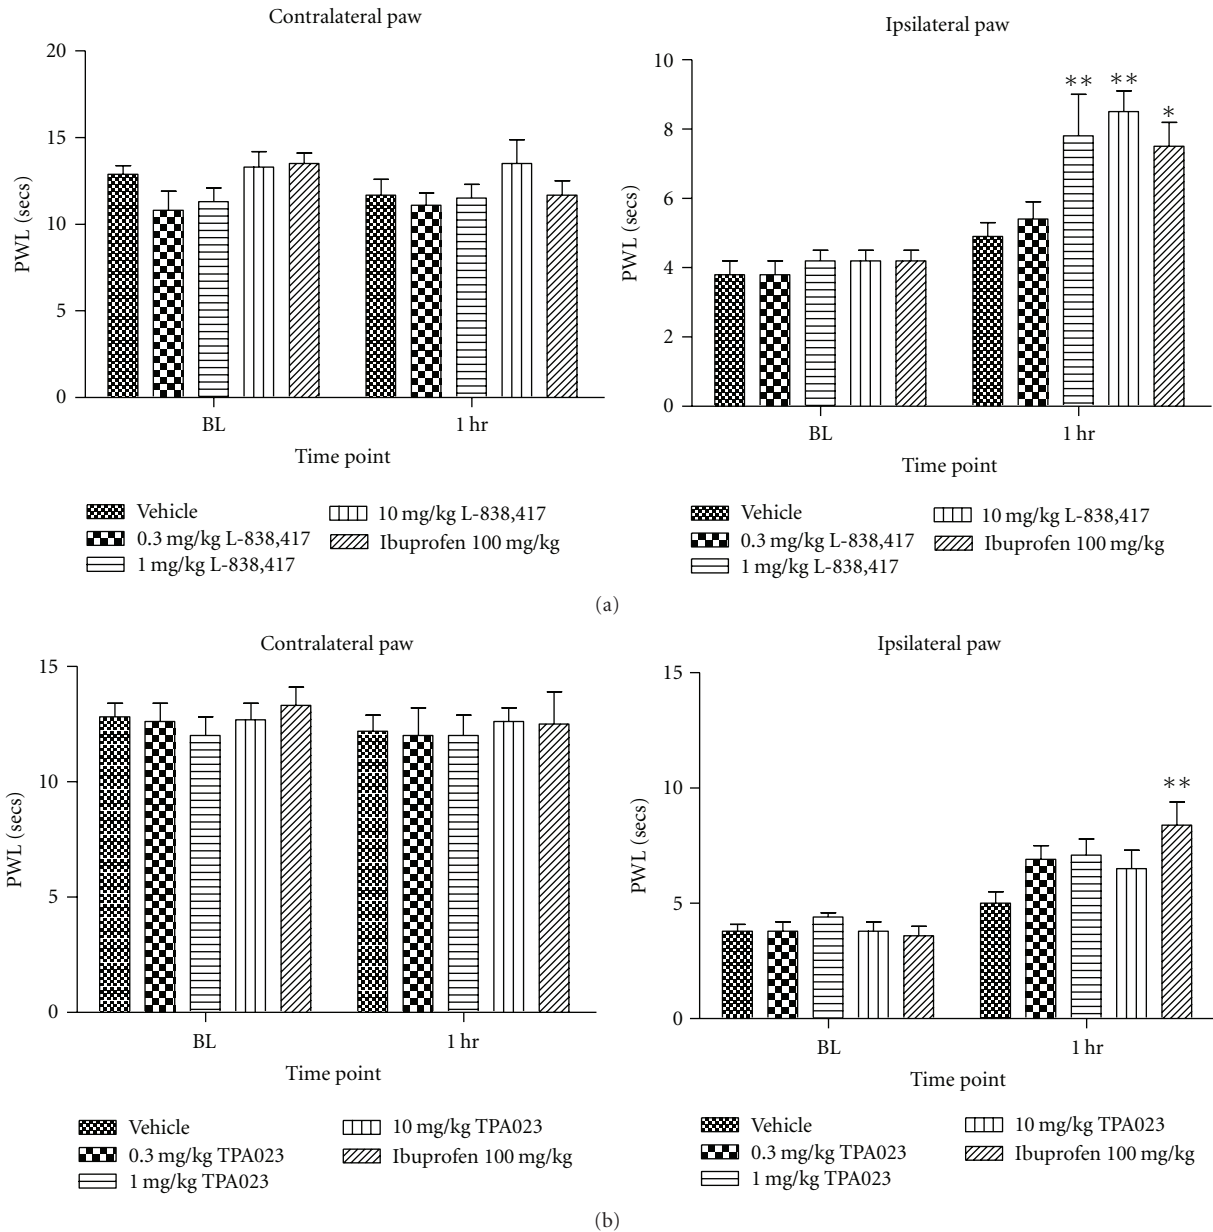 Contralateral paw
20
15
10
5
0
PWL (secs)
BL
1 hr
Time point
Vehicle
0.3 mg/kg L-838,417
1 mg/kg L-838,417
10 mg/kg L-838,417
Ibuprofen 100 mg/kg
Ipsilateral paw
10
8
6
4
2
0
PWL (secs)
**
**
*
BL
1 hr
Time point
Vehicle
0.3 mg/kg L-838,417
1 mg/kg L-838,417
10 mg/kg L-838,417
Ibuprofen 100 mg/kg
(a)
Contralateral paw
15
10
5
0
PWL (secs)
BL
1 hr
Time point
Vehicle
0.3 mg/kg TPA023
1 mg/kg TPA023
10 mg/kg TPA023
Ibuprofen 100 mg/kg
Ipsilateral paw
15
10
5
0
PWL (secs)
**
BL
1 hr
Time point
Vehicle
0.3 mg/kg TPA023
1 mg/kg TPA023
10 mg/kg TPA023
Ibuprofen 100 mg/kg
(b)